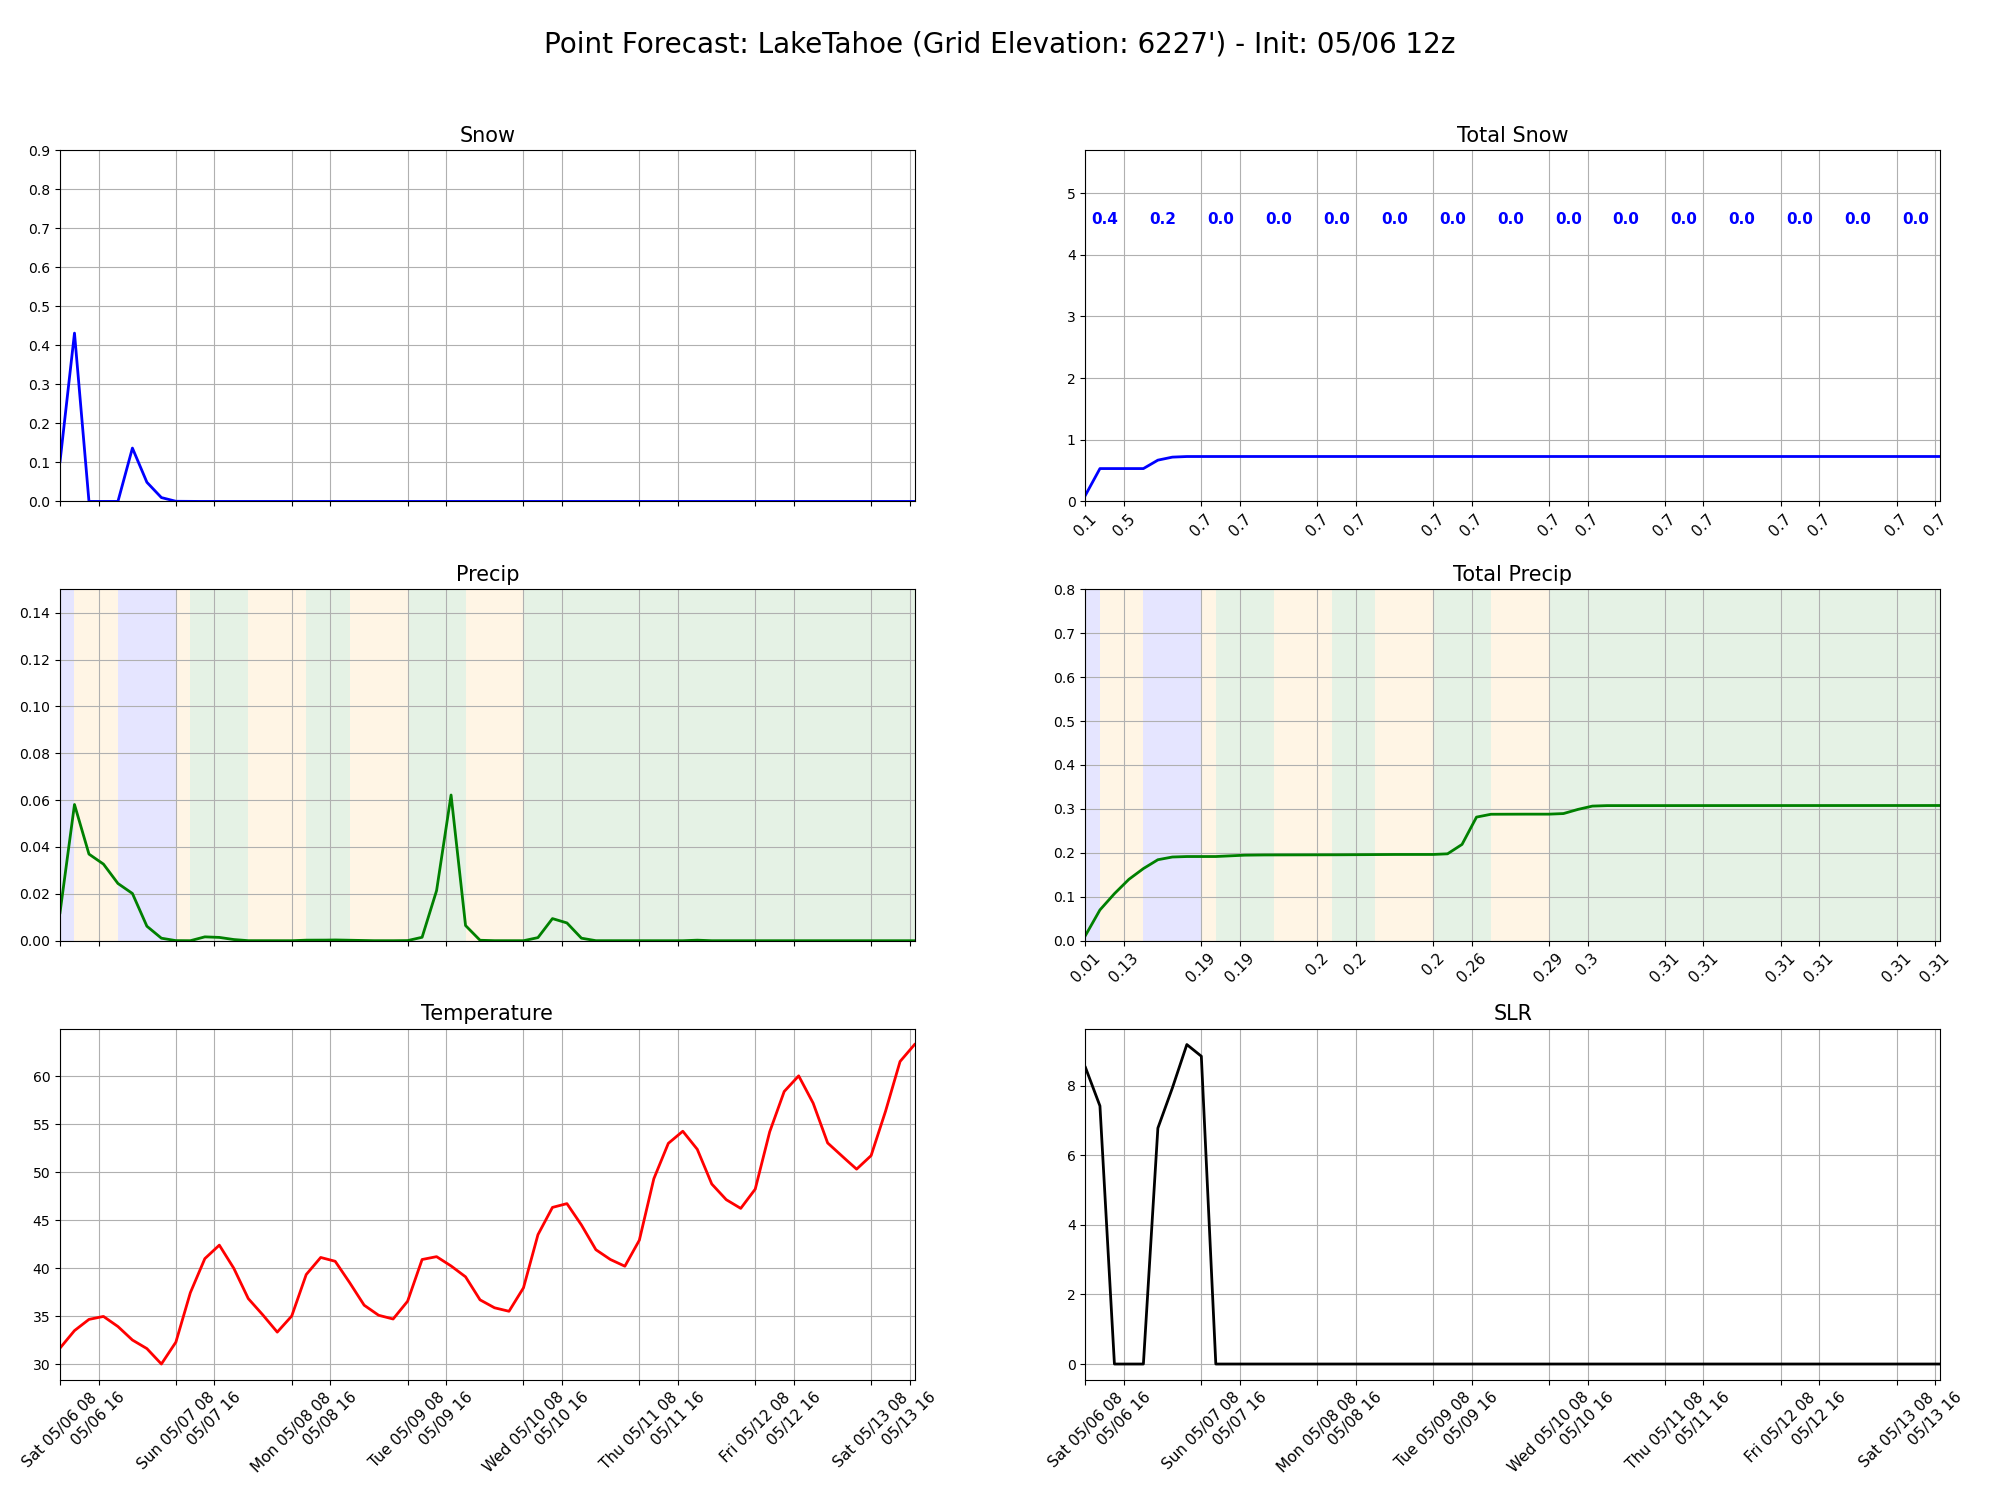 Point Forecast: LakeTahoe (Grid Elevation: 6227') - Init: 05/06 12z
Snow
0.9
0.8
0.7
0.6
0.5
0.4
0.3
0.2
0.1
0.0
Total Snow
5
4
3
2
1
0
0.4 0.2 0.0 0.0 0.0 0.0 0.0 0.0 0.0 0.0 0.0 0.0 0.0 0.0 0.0
0.1 0.5 0.7 0.7 0.7 0.7 0.7 0.7 0.7 0.7 0.7 0.7 0.7 0.7 0.7 0.7
Precip
0.14
0.12
0.10
0.08
0.06
0.04
0.02
0.00
Total Precip
0.8
0.7
0.6
0.5
0.4
0.3
0.2
0.1
0.0
0.01 0.13 0.19 0.19 0.2 0.2 0.2 0.26 0.29 0.3 0.31 0.31 0.31 0.31 0.31 0.31
Temperature
60
55
50
45
40
35
30
Sat 05/06 08
05/06 16
Sun 05/07 08
05/07 16
Mon 05/08 08
05/08 16
Tue 05/09 08
05/09 16
Wed 05/10 08
05/10 16
Thu 05/11 08
05/11 16
Fri 05/12 08
05/12 16
Sat 05/13 08
05/13 16
SLR
8
6
4
2
0
Sat 05/06 08
05/06 16
Sun 05/07 08
05/07 16
Mon 05/08 08
05/08 16
Tue 05/09 08
05/09 16
Wed 05/10 08
05/10 16
Thu 05/11 08
05/11 16
Fri 05/12 08
05/12 16
Sat 05/13 08
05/13 16